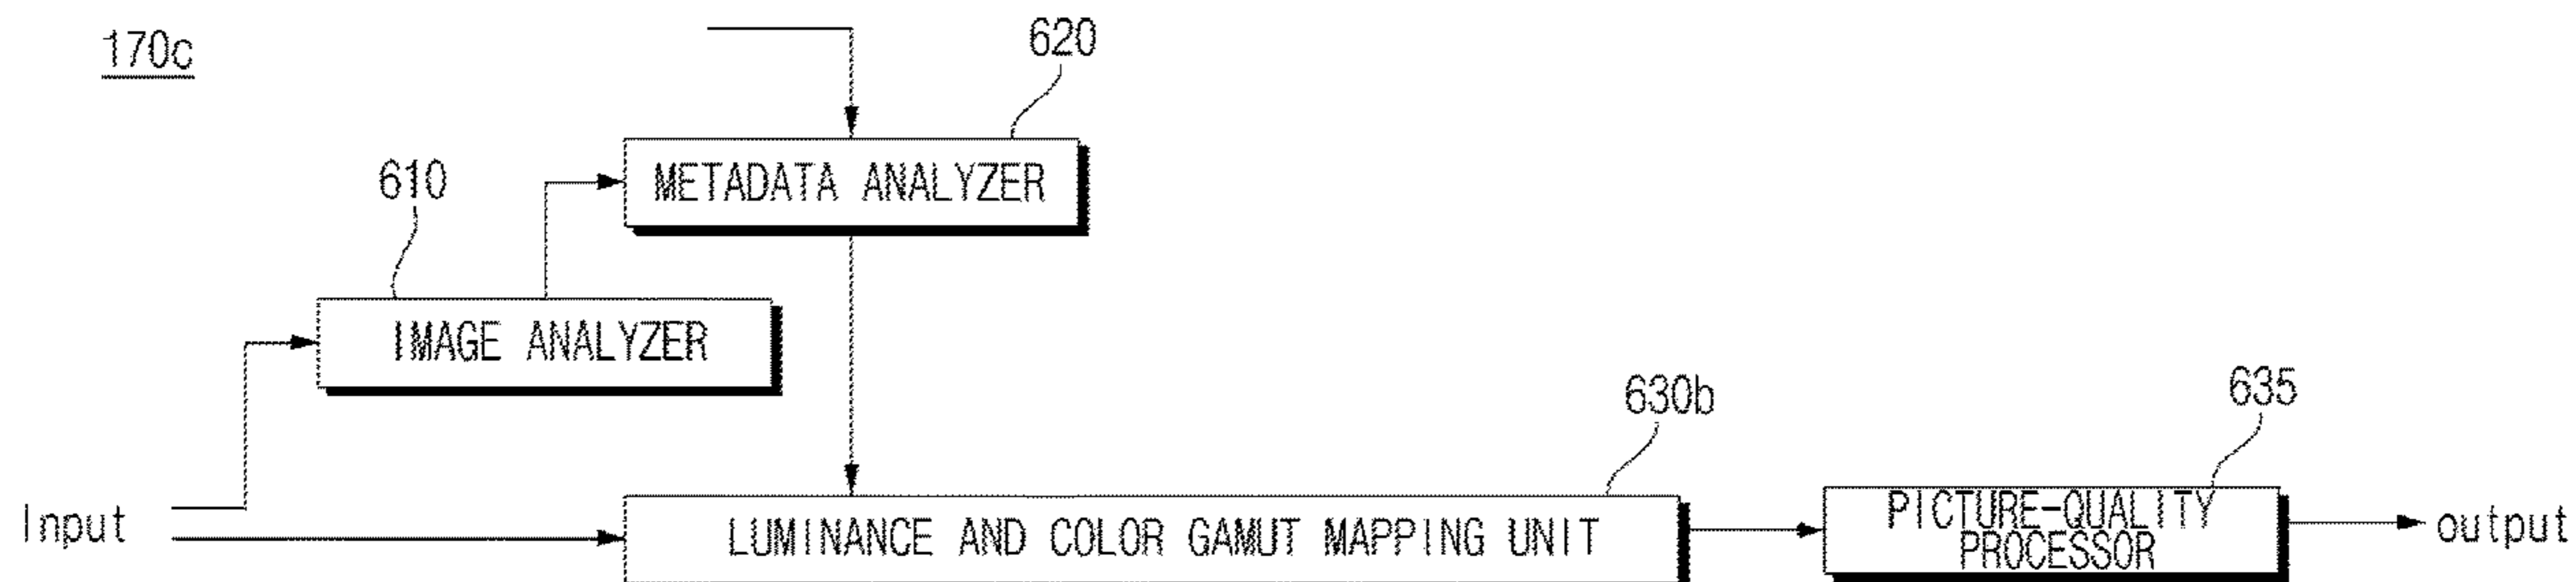 170c
620
METADATA ANALYZER
610
IMAGE ANALYZER
630b
635
Input
LUMINANCE AND COLOR GAMUT MAPPING UNIT
PICTURE-QUALITY
PROCESSOR
output